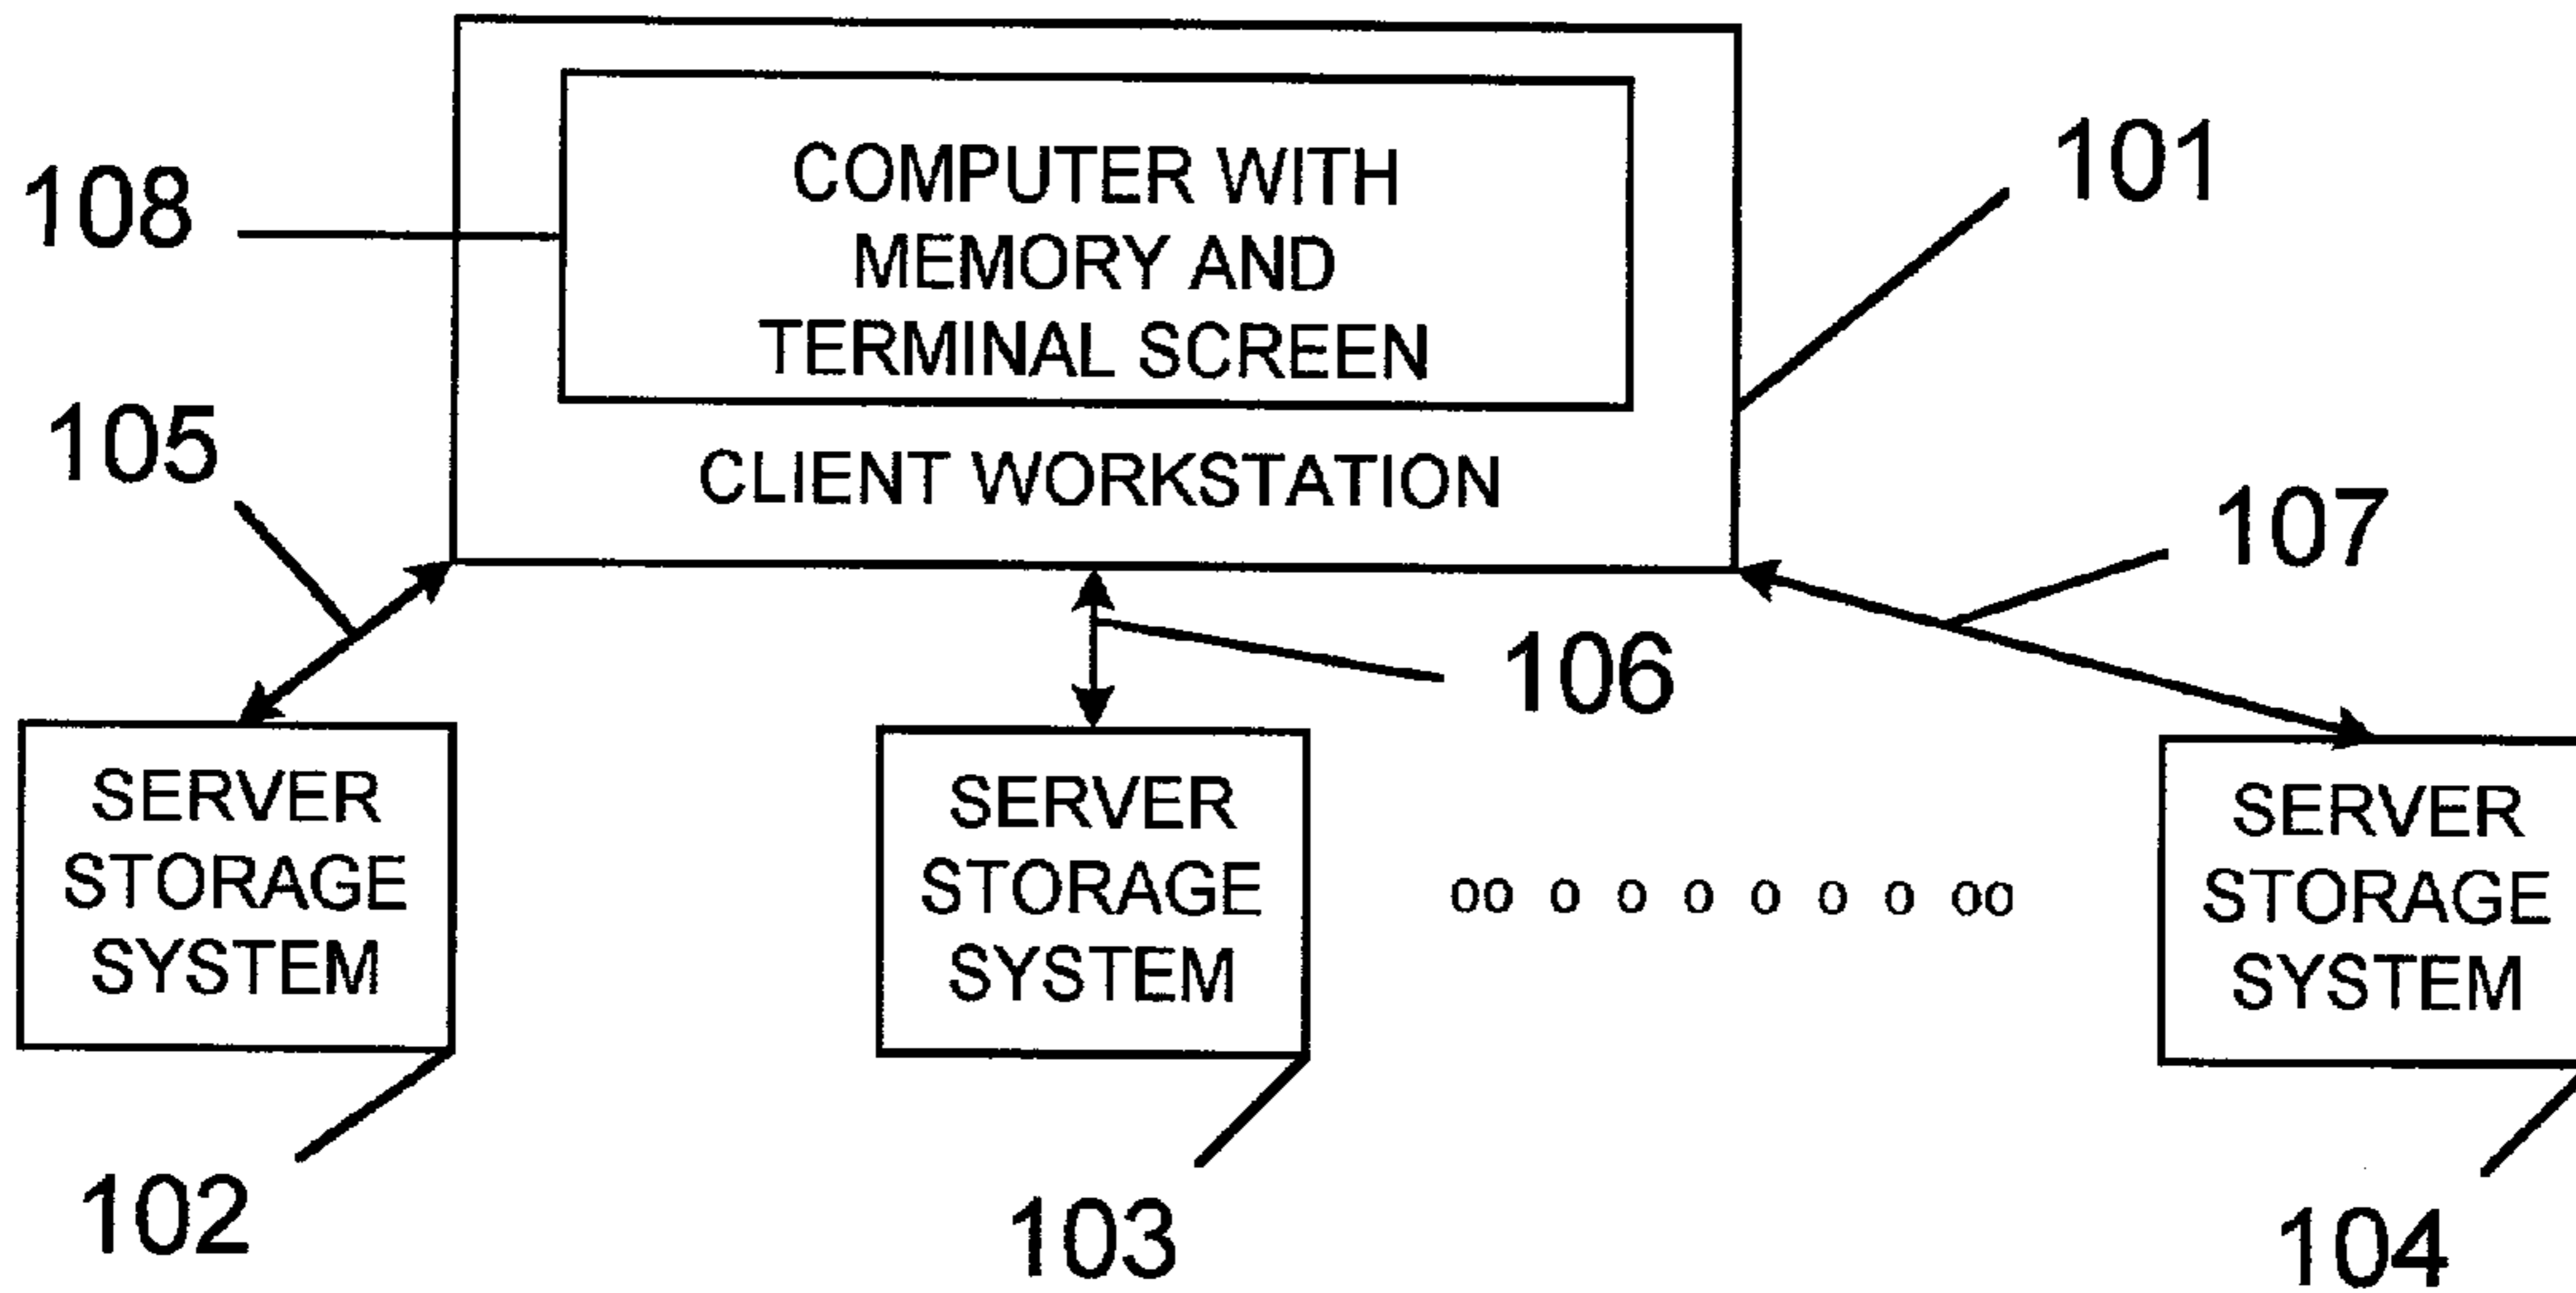 COMPUTER WITH
MEMORY AND
TERMINAL SCREEN
CLIENT WORKSTATION
101
108
105
107
106
SERVER
STORAGE
SYSTEM
SERVER
STORAGE
SYSTEM
oo o o o o o o oo
SERVER
STORAGE
SYSTEM
102
103
104